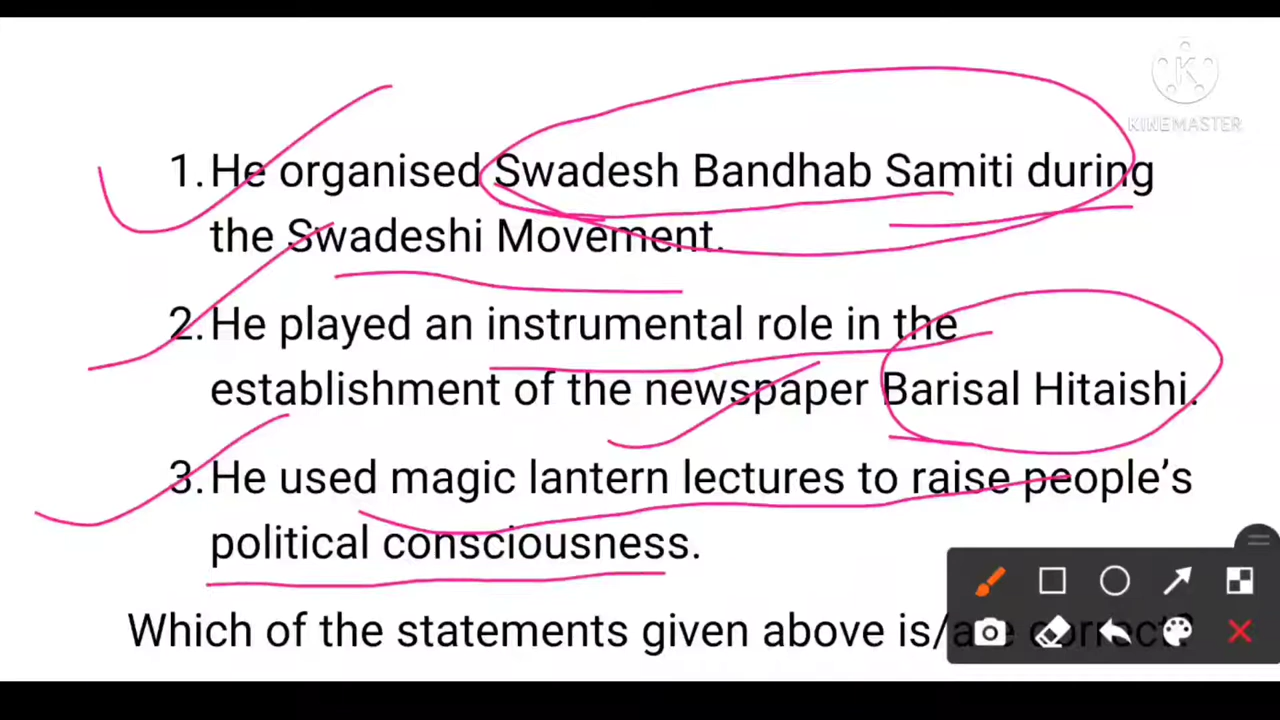 KINEMASTER
1. He organised Swadesh Bandhab Samiti during
the Swadeshi Movement.
2. He played an instrumental role in the
establishment of the newspaper Barisal Hitaishi.
3. He used magic lantern lectures to raise people's
political consciousness.
Which of the statements given above is/are correct?